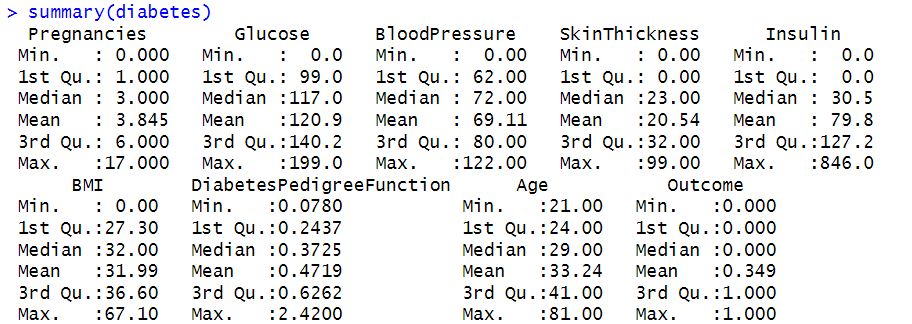 > summary(diabetes)
  Pregnancies        Glucose        BloodPressure    SkinThickness      Insulin
 Min.   : 0.000   Min.   :  0.0   Min.   :  0.00   Min.   : 0.00   Min.   :  0.0
 1st Qu.: 1.000   1st Qu.: 99.0   1st Qu.: 62.00   1st Qu.: 0.00   1st Qu.:  0.0
 Median : 3.000   Median :117.0   Median : 72.00   Median :23.00   Median : 30.5
 Mean   : 3.845   Mean   :120.9   Mean   : 69.11   Mean   :20.54   Mean   : 79.8
 3rd Qu.: 6.000   3rd Qu.:140.2   3rd Qu.: 80.00   3rd Qu.:32.00   3rd Qu.:127.2
 Max.   :17.000   Max.   :199.0   Max.   :122.00   Max.   :99.00   Max.   :846.0
      BMI        DiabetesPedigreeFunction      Age           Outcome
 Min.   : 0.00   Min.   :0.0780           Min.   :21.00   Min.   :0.000
 1st Qu.:27.30   1st Qu.:0.2437           1st Qu.:24.00   1st Qu.:0.000
 Median :32.00   Median :0.3725           Median :29.00   Median :0.000
 Mean   :31.99   Mean   :0.4719           Mean   :33.24   Mean   :0.349
 3rd Qu.:36.60   3rd Qu.:0.6262           3rd Qu.:41.00   3rd Qu.:1.000
 Max.   :67.10   Max.   :2.4200           Max.   :81.00   Max.   :1.000